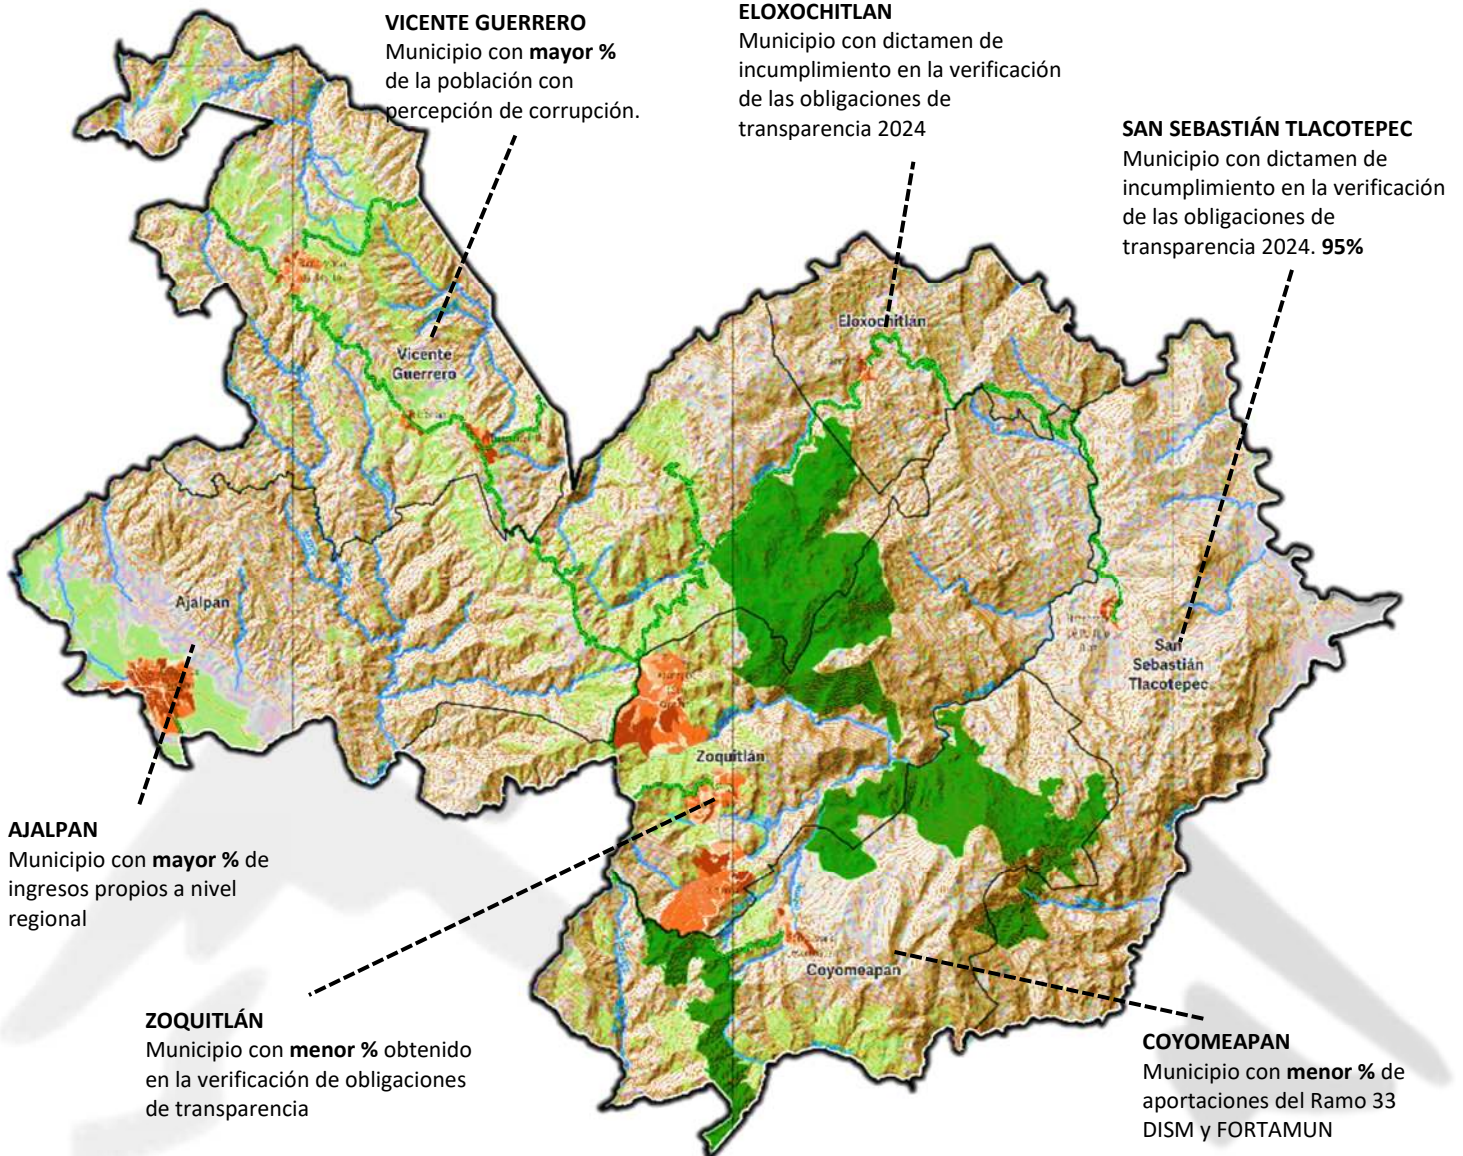 VICENTE GUERRERO
Municipio con mayor %
de la población con
percepción de corrupción.
ELOXOCHITLAN
Municipio con dictamen de
incumplimiento en la verificación
de las obligaciones de
transparencia 2024
SAN SEBASTIÁN TLACOTEPEC
Municipio con dictamen de
incumplimiento en la verificación
de las obligaciones de
transparencia 2024. 95%
Eloxochitlán
Vicente
Guerrero
Ajalpan
San
Sebastián
Tlacotepec
Zoquitlán
Coyomeapan
AJALPAN
Municipio con mayor % de
ingresos propios a nivel
regional
ZOQUITLÁN
Municipio con menor % obtenido
en la verificación de obligaciones
de transparencia
COYOMEAPAN
Municipio con menor % de
aportaciones del Ramo 33
DISM y FORTAMUN